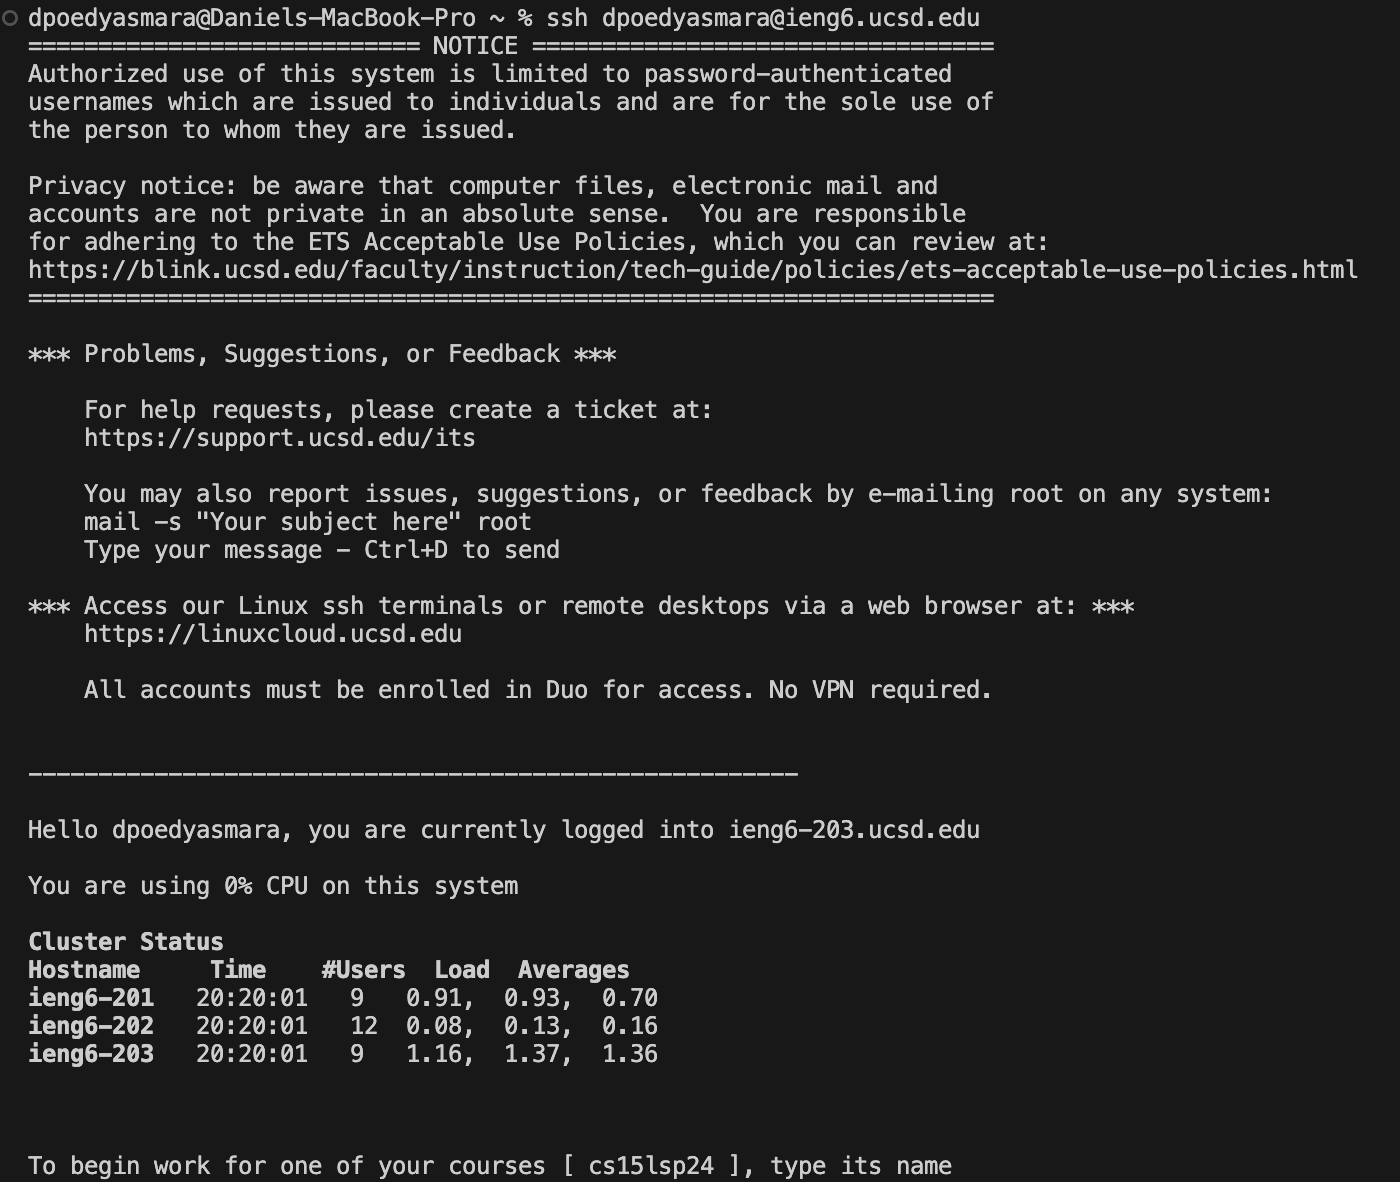 dpoedyasmara@Daniels-MacBook-Pro ~ % ssh dpoedyasmara@ieng6.ucsd.edu
============================ NOTICE =================================
Authorized use of this system is limited to password-authenticated
usernames which are issued to individuals and are for the sole use of
the person to whom they are issued.

Privacy notice: be aware that computer files, electronic mail and
accounts are not private in an absolute sense.  You are responsible
for adhering to the ETS Acceptable Use Policies, which you can review at:
https://blink.ucsd.edu/faculty/instruction/tech-guide/policies/ets-acceptable-use-policies.html
=====================================================================

*** Problems, Suggestions, or Feedback ***

    For help requests, please create a ticket at:
    https://support.ucsd.edu/its

    You may also report issues, suggestions, or feedback by e-mailing root on any system:
    mail -s "Your subject here" root
    Type your message - Ctrl+D to send

*** Access our Linux ssh terminals or remote desktops via a web browser at: ***
    https://linuxcloud.ucsd.edu

    All accounts must be enrolled in Duo for access. No VPN required.


-------------------------------------------------------

Hello dpoedyasmara, you are currently logged into ieng6-203.ucsd.edu

You are using 0% CPU on this system

Cluster Status
Hostname     Time    #Users  Load  Averages
ieng6-201   20:20:01   9   0.91,  0.93,  0.70
ieng6-202   20:20:01   12  0.08,  0.13,  0.16
ieng6-203   20:20:01   9   1.16,  1.37,  1.36



To begin work for one of your courses [ cs15lsp24 ], type its name